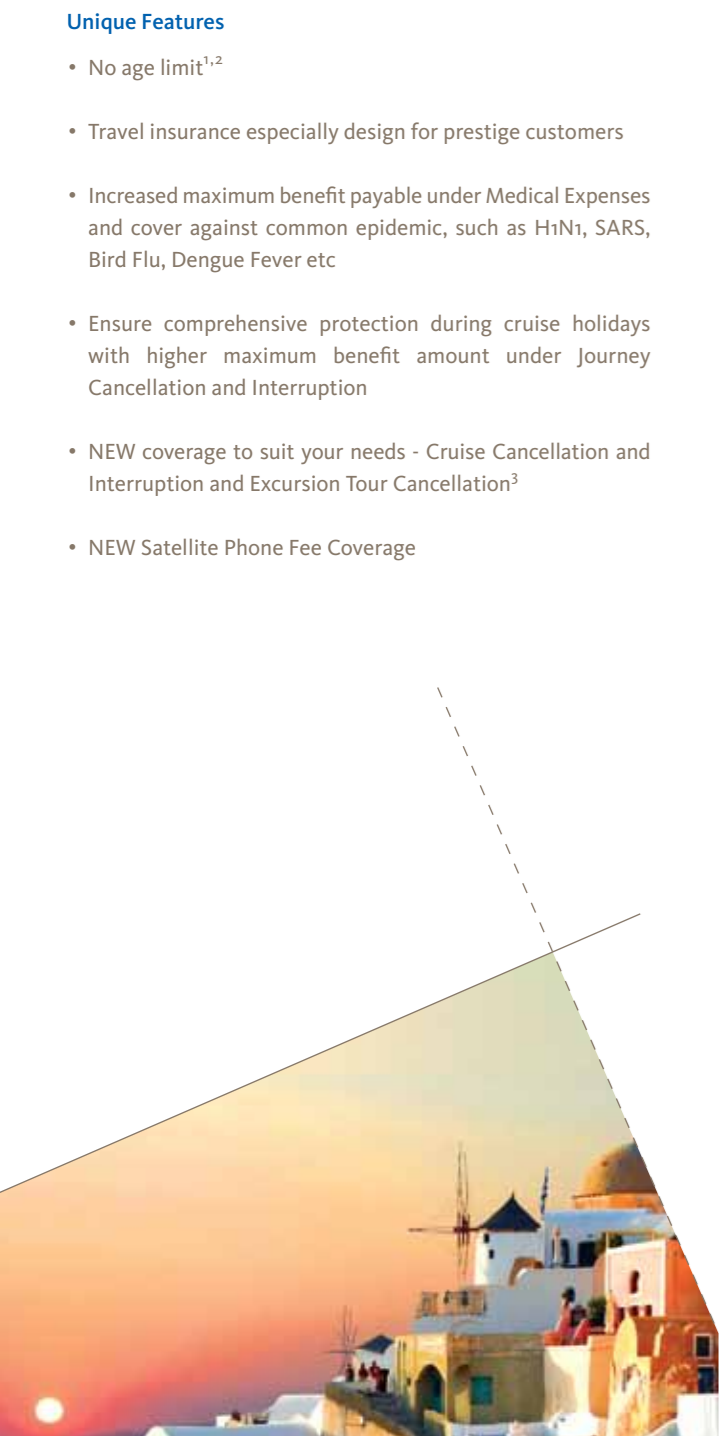 Unique Features
• No age limit¹,²
• Travel insurance especially design for prestige customers
• Increased maximum benefit payable under Medical Expenses
and cover against common epidemic, such as H1N1, SARS,
Bird Flu, Dengue Fever etc
• Ensure comprehensive protection during cruise holidays
with higher maximum benefit amount under Journey
Cancellation and Interruption
• NEW coverage to suit your needs - Cruise Cancellation and
Interruption and Excursion Tour Cancellation³
• NEW Satellite Phone Fee Coverage